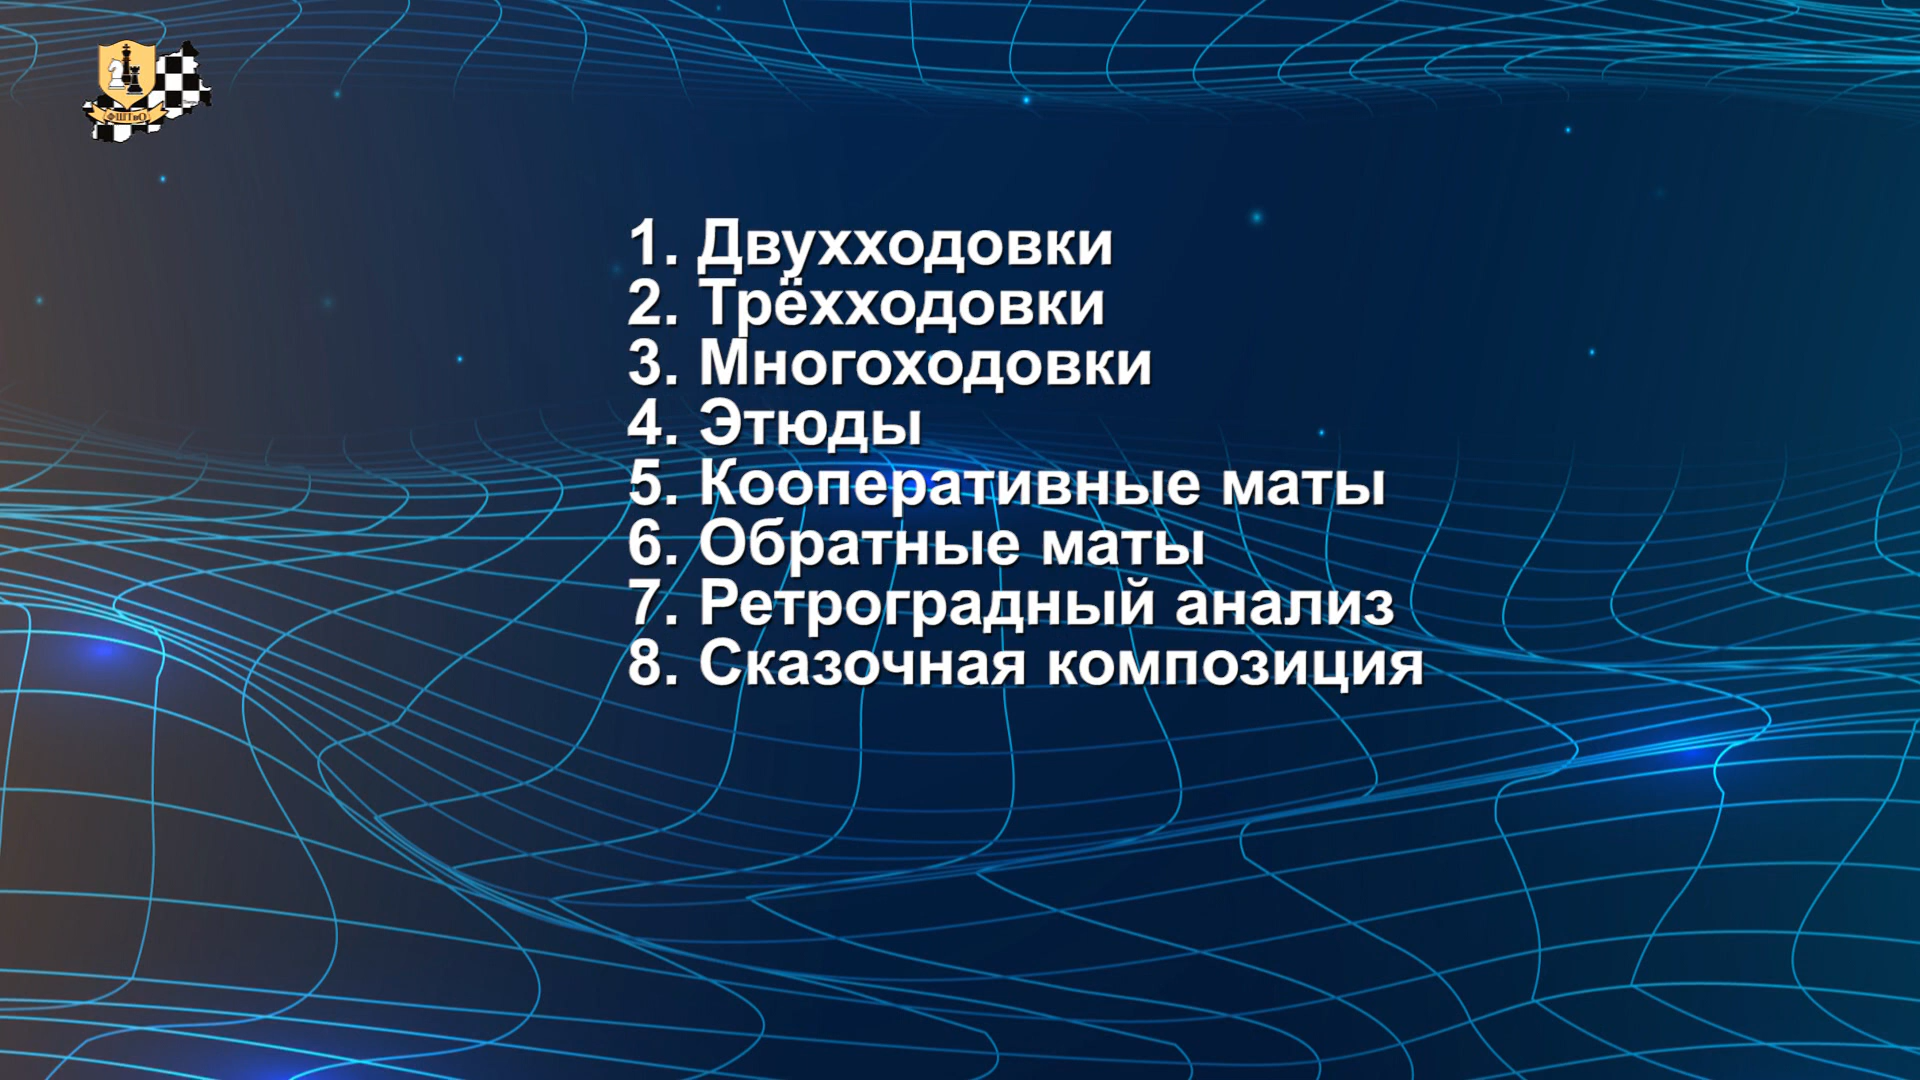 ФШТвО
1. Двухходовки
2. Трёхходовки
3. Многоходовки
4. Этюды
5. Кооперативные маты
6. Обратные маты
7. Ретроградный анализ
8. Сказочная композиция